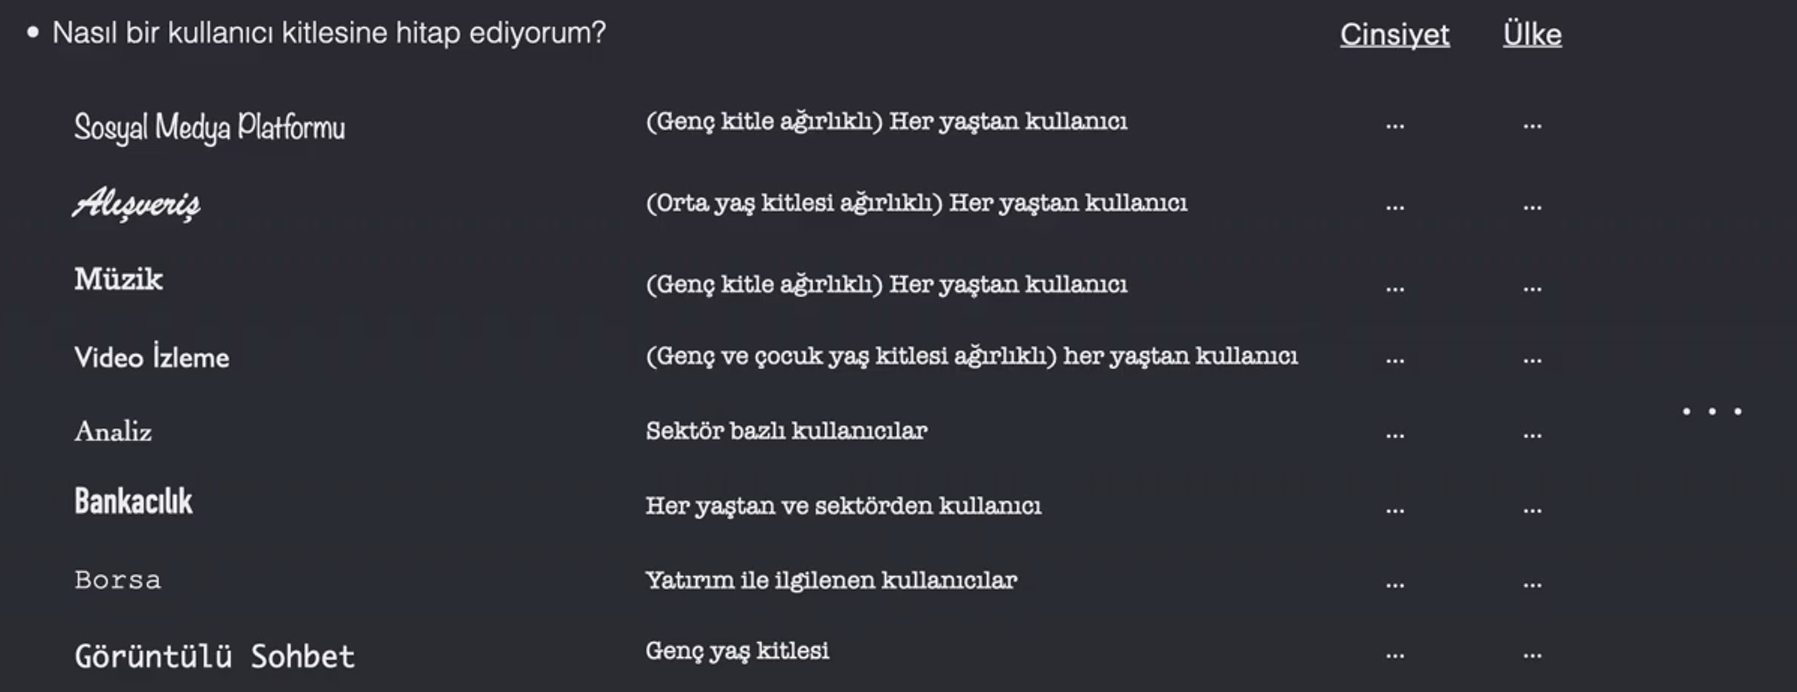 • Nasıl bir kullanıcı kitlesine hitap ediyorum? Cinsiyet Ülke
Sosyal Medya Platformu (Genç kitle ağırlıklı) Her yaştan kullanıcı ... ...
Alışveriş (Orta yaş kitlesi ağırlıklı) Her yaştan kullanıcı ... ...
Müzik (Genç kitle ağırlıklı) Her yaştan kullanıcı ... ...
Video İzleme (Genç ve çocuk yaş kitlesi ağırlıklı) her yaştan kullanıcı ... ...
. . .
Analiz Sektör bazlı kullanıcılar ... ...
Bankacılık Her yaştan ve sektörden kullanıcı ... ...
Borsa Yatırım ile ilgilenen kullanıcılar ... ...
Görüntülü Sohbet Genç yaş kitlesi ... ...